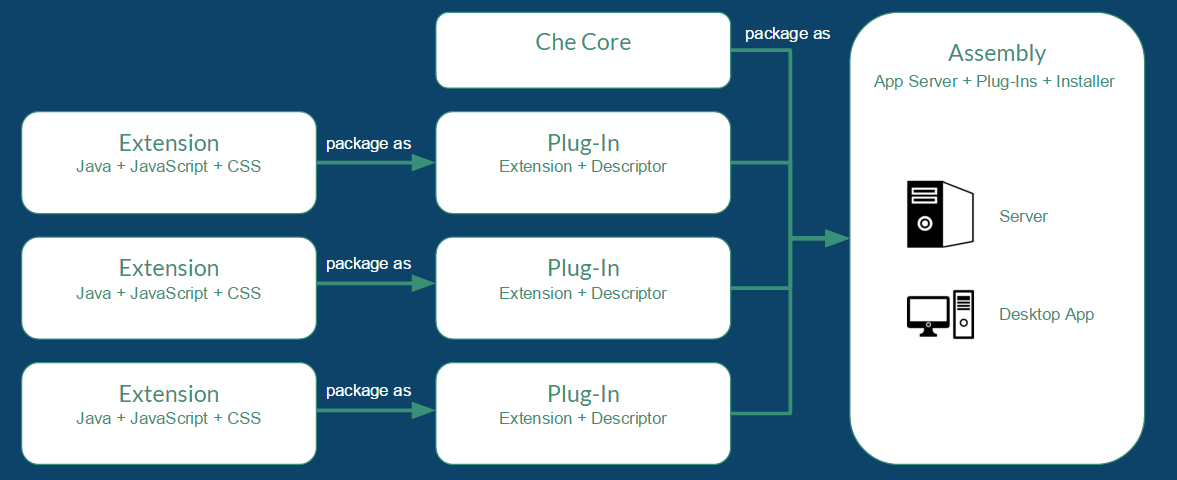 Che Core
package as
Assembly
App Server + Plug-Ins + Installer
Extension
Java + JavaScript + CSS
package as
Plug-In
Extension + Descriptor
Extension
Java + JavaScript + CSS
package as
Plug-In
Extension + Descriptor
Extension
Java + JavaScript + CSS
package as
Plug-In
Extension + Descriptor
Server
Desktop App